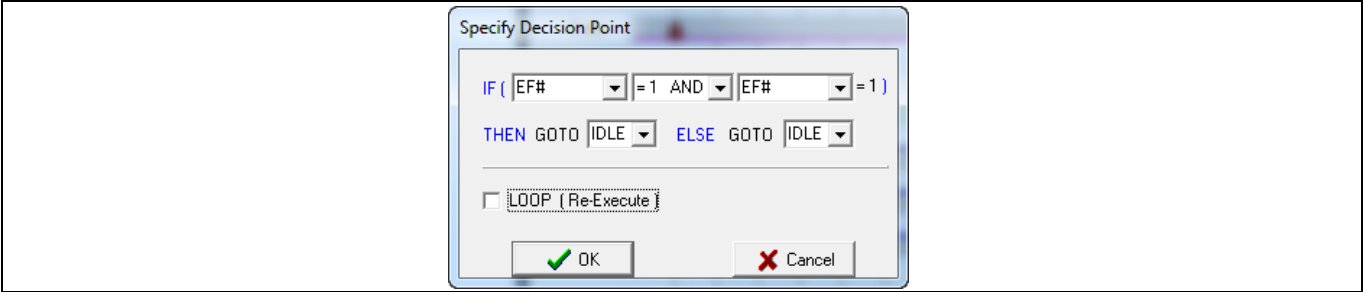 Specify Decision Point
IF ( EF# = 1 AND EF# = 1 )
THEN GOTO IDLE ELSE GOTO IDLE
LOOP ( Re-Execute )
OK Cancel